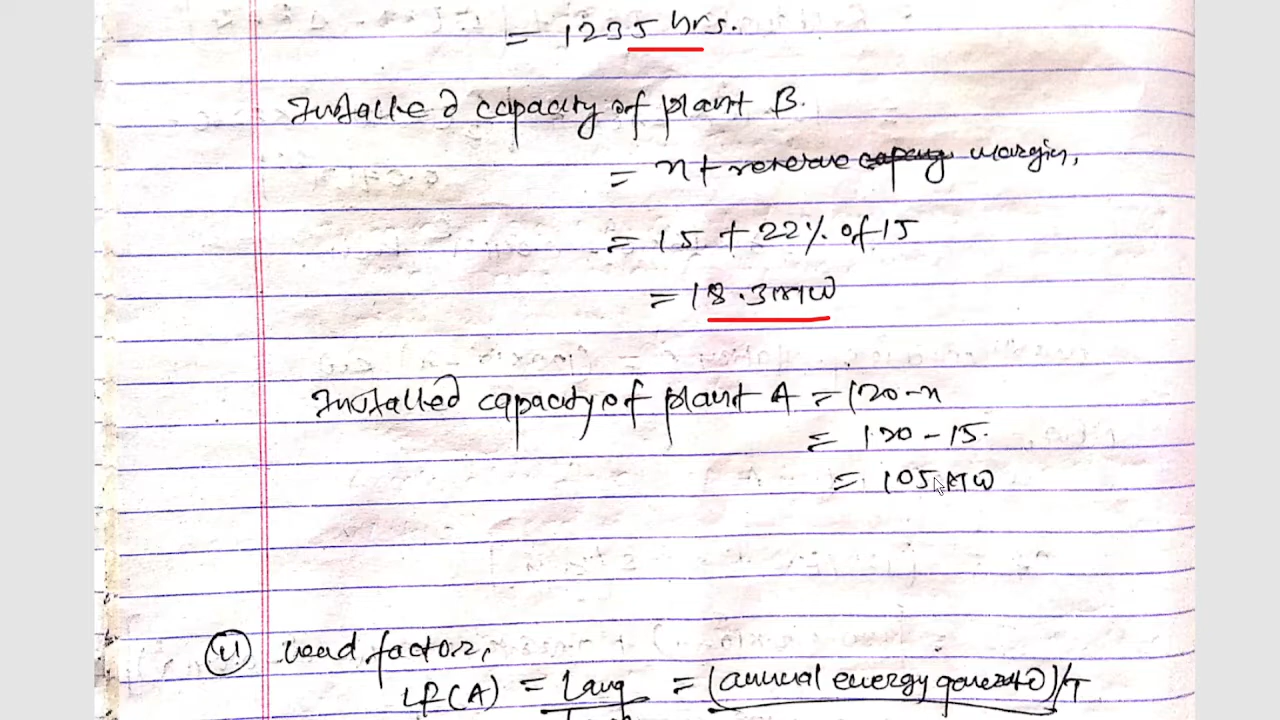 = 1235 hrs.
Installed capacity of plant B.
= x + reserve capacity margin,
= 15 + 22% of 15
= 18.3MW
Installed capacity of plant A = 120 - x
= 120 - 15.
= 105 MW
Load factor,
LF(A) = Lavg = (annual energy generated)/T